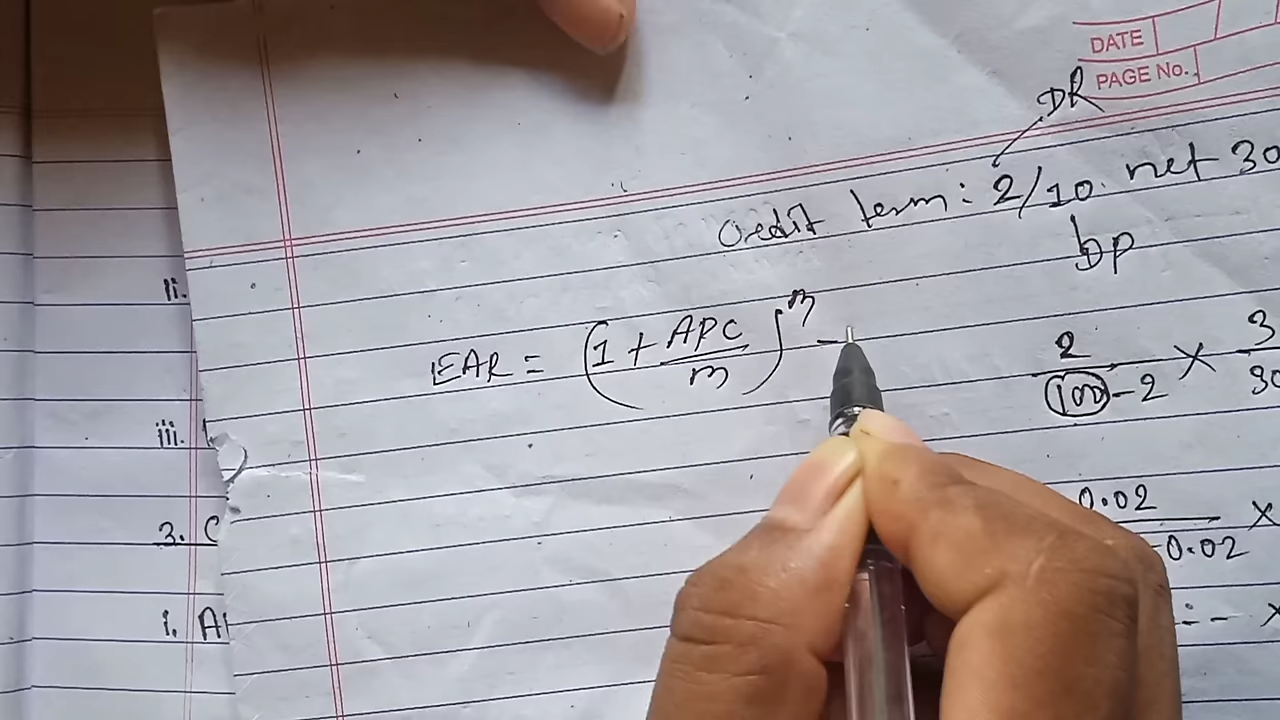 DATE
PAGE No.
DR
Credit term: 2/10. net 30
DP
ii.
EAR = (1 + APC/m)^m -
2/(100)-2 × 3/30
iii.
0.02/-0.02 ×
3. C
i. A